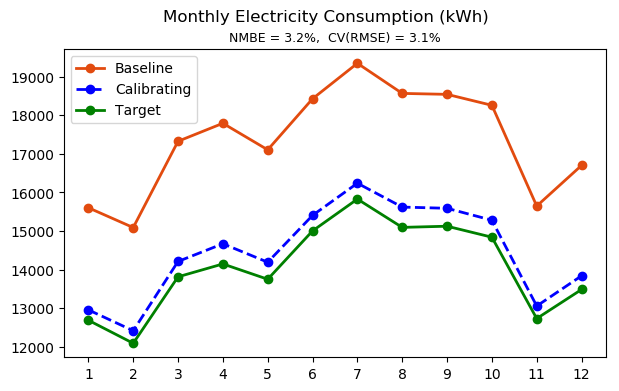 Monthly Electricity Consumption (kWh)
NMBE = 3.2%,  CV(RMSE) = 3.1%
Baseline
Calibrating
Target
19000
18000
17000
16000
15000
14000
13000
12000
1 2 3 4 5 6 7 8 9 10 11 12